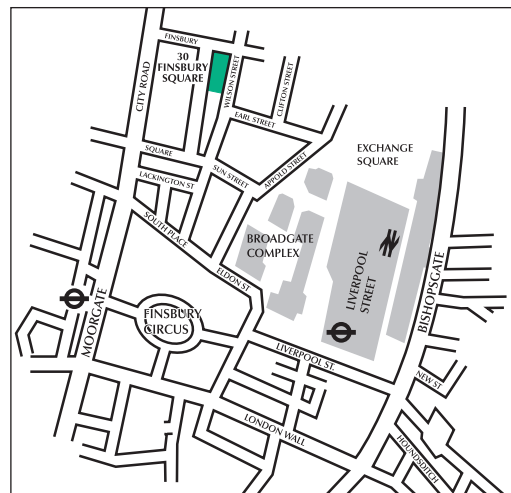 FINSBURY
30
FINSBURY
SQUARE
CITY ROAD
WILSON STREET
CLIFTON STREET
EARL STREET
EXCHANGE
SQUARE
SQUARE
SUN STREET
APPOLD STREET
LACKINGTON ST
SOUTH PLACE
BROADGATE
COMPLEX
ELDON ST
LIVERPOOL
STREET
BISHOPSGATE
MOORGATE
FINSBURY
CIRCUS
LIVERPOOL ST.
NEW ST
LONDON WALL
HOUNDSDITCH